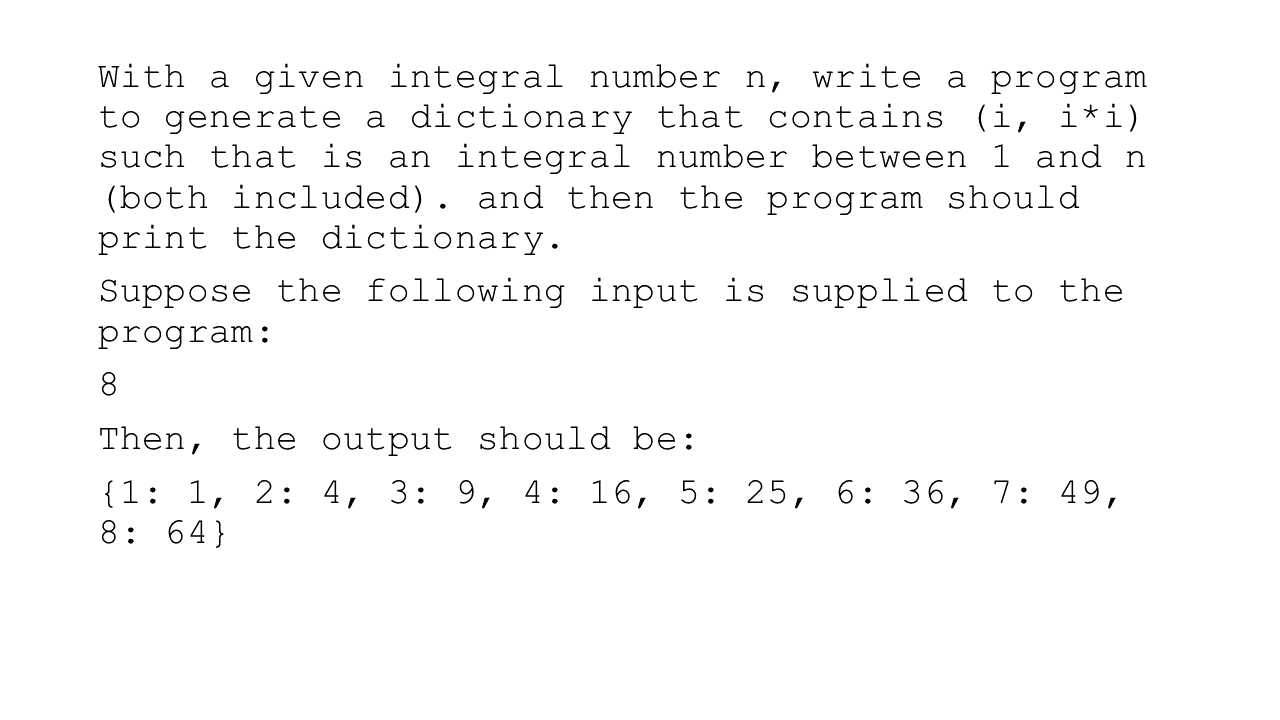 With a given integral number n, write a program
to generate a dictionary that contains (i, i*i)
such that is an integral number between 1 and n
(both included). and then the program should
print the dictionary.
Suppose the following input is supplied to the
program:
8
Then, the output should be:
{1: 1, 2: 4, 3: 9, 4: 16, 5: 25, 6: 36, 7: 49,
8: 64}